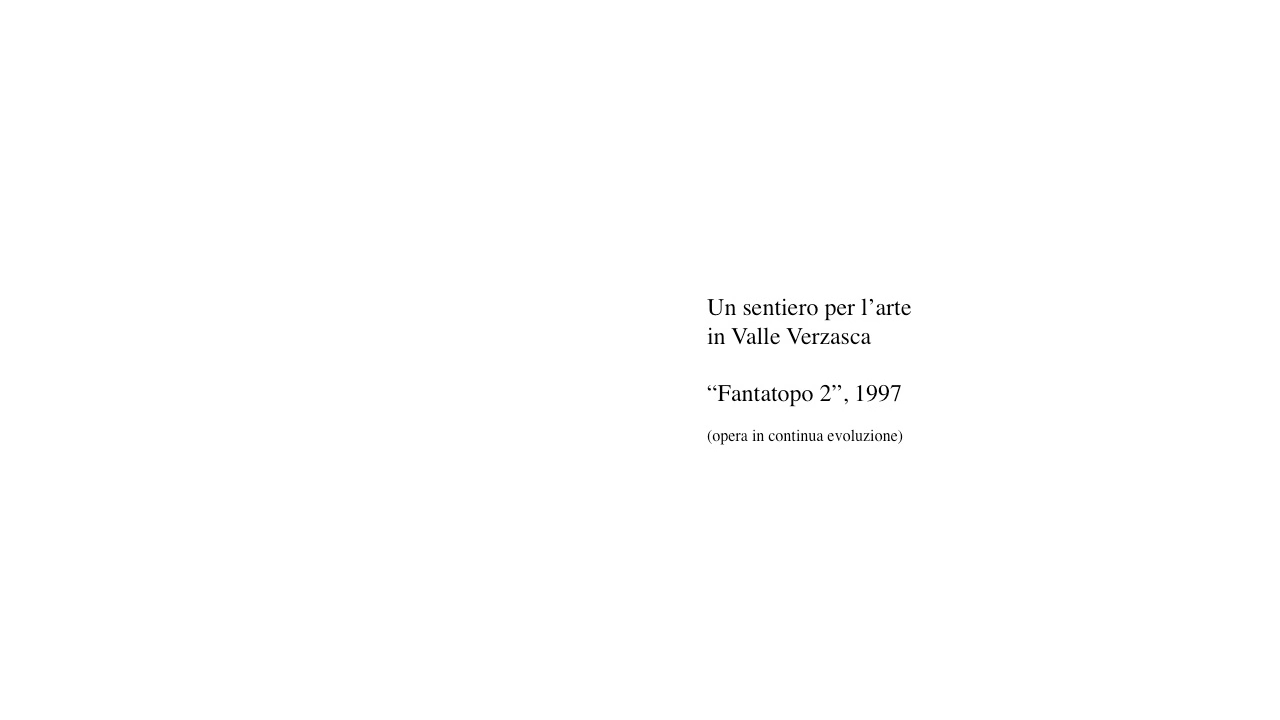 Un sentiero per l’arte
in Valle Verzasca
“Fantatopo 2”, 1997
(opera in continua evoluzione)